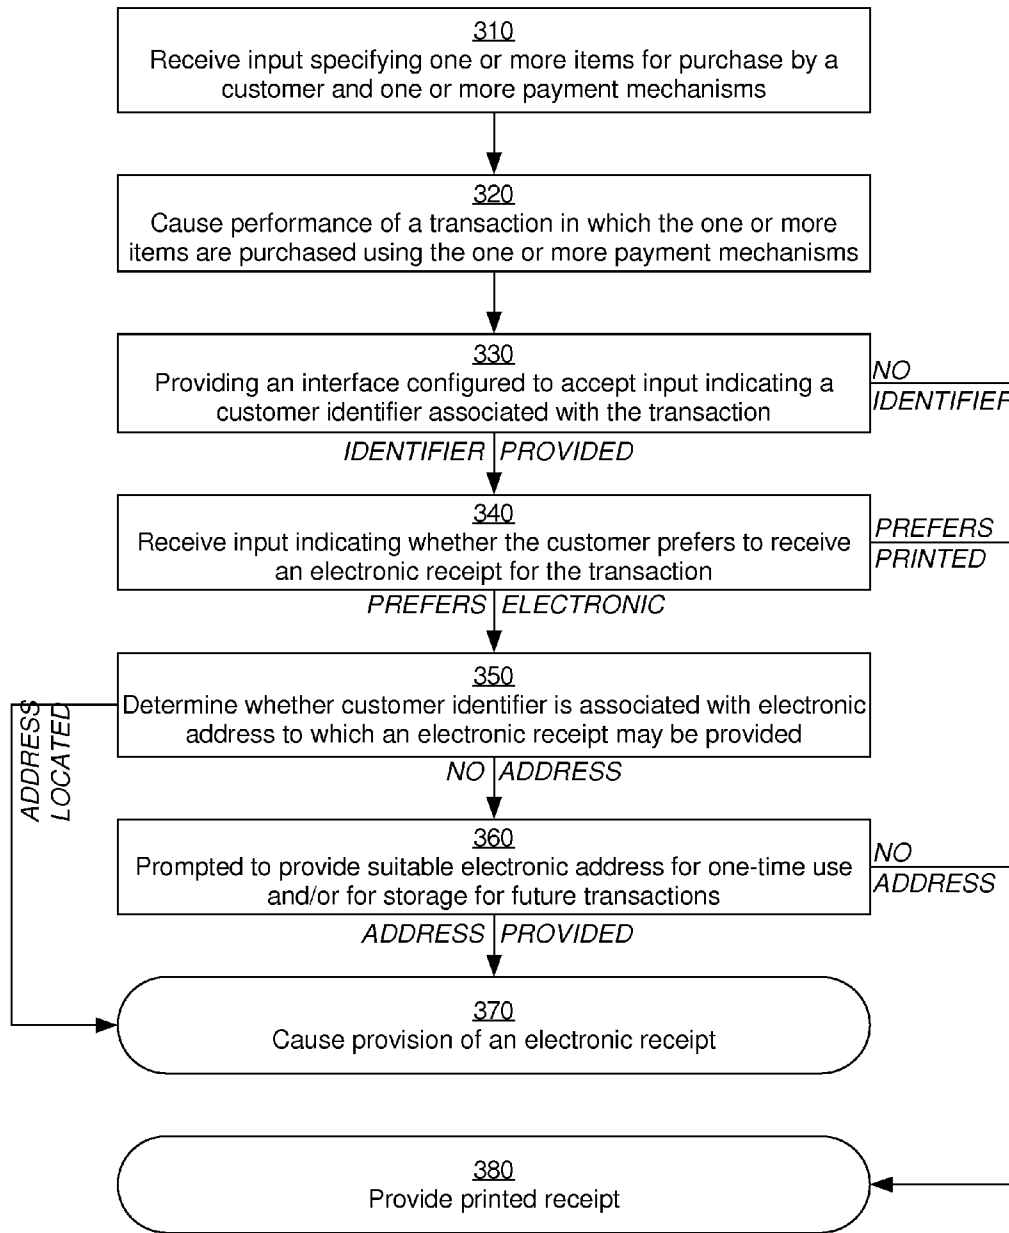 310
Receive input specifying one or more items for purchase by a
customer and one or more payment mechanisms
320
Cause performance of a transaction in which the one or more
items are purchased using the one or more payment mechanisms
330
Providing an interface configured to accept input indicating a
customer identifier associated with the transaction
NO
IDENTIFIER
IDENTIFIER PROVIDED
340
Receive input indicating whether the customer prefers to receive
an electronic receipt for the transaction
PREFERS
PRINTED
PREFERS ELECTRONIC
350
Determine whether customer identifier is associated with electronic
address to which an electronic receipt may be provided
ADDRESS
LOCATED
NO ADDRESS
360
Prompted to provide suitable electronic address for one-time use
and/or for storage for future transactions
NO
ADDRESS
ADDRESS PROVIDED
370
Cause provision of an electronic receipt
380
Provide printed receipt